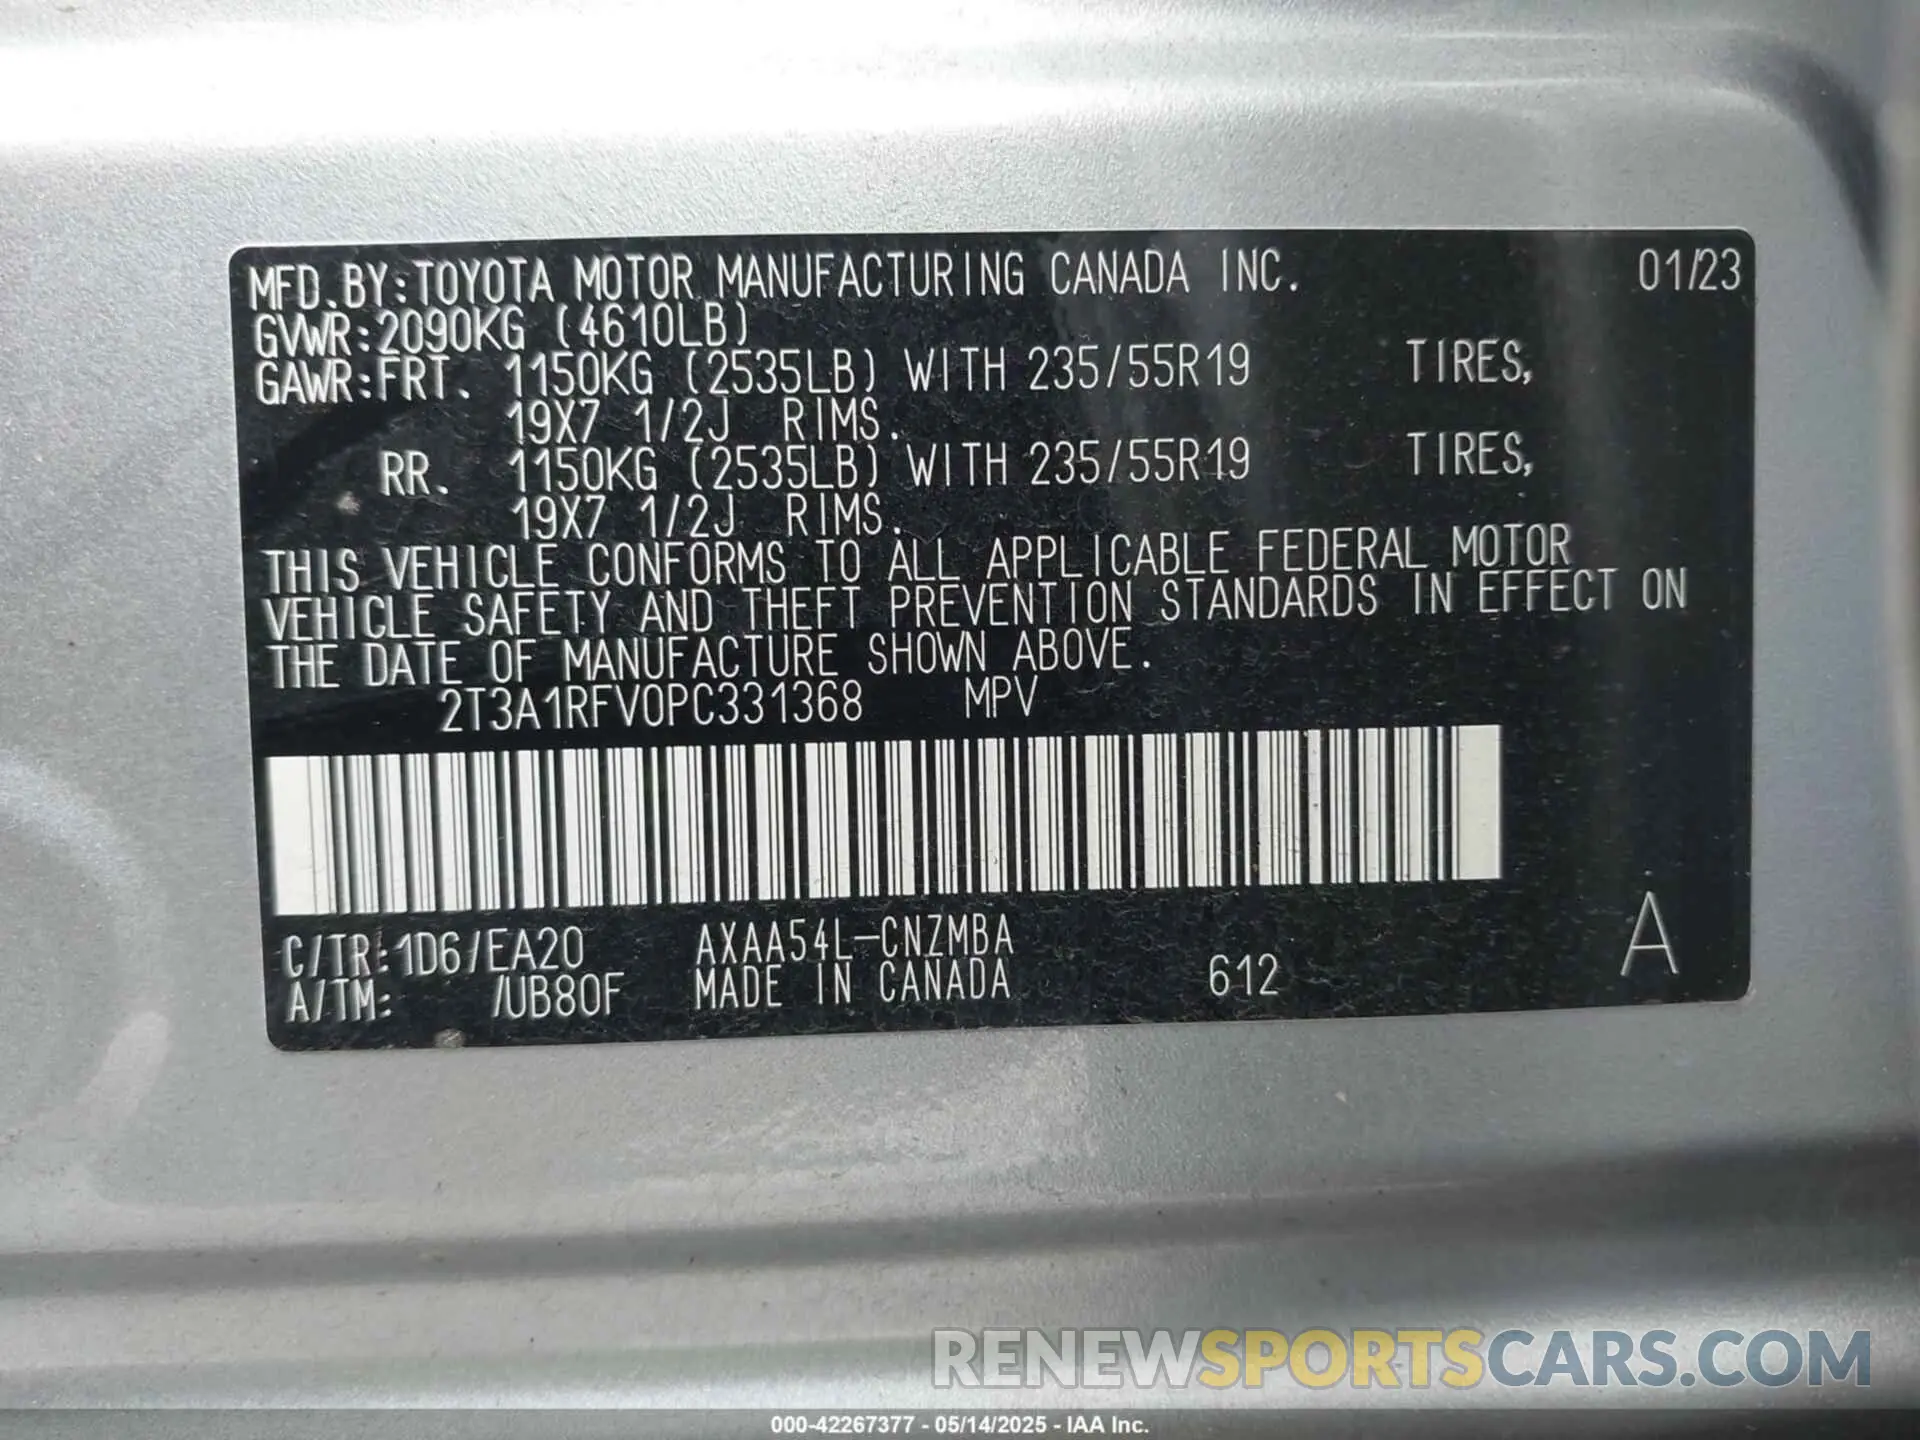 MFD.BY:TOYOTA MOTOR MANUFACTURING CANADA INC. 01/23
GVWR:2090KG (4610LB)
GAWR:FRT. 1150KG (2535LB) WITH 235/55R19 TIRES,
19X7 1/2J RIMS.
RR. 1150KG (2535LB) WITH 235/55R19 TIRES,
19X7 1/2J RIMS.
THIS VEHICLE CONFORMS TO ALL APPLICABLE FEDERAL MOTOR
VEHICLE SAFETY AND THEFT PREVENTION STANDARDS IN EFFECT ON
THE DATE OF MANUFACTURE SHOWN ABOVE.
2T3A1RFV0PC331368 MPV
C/TR:1D6/EA20 AXAA54L-CNZMBA A
A/TM: /UB80F MADE IN CANADA 612
RENEWSPORTSCARS.COM
000-42267377 - 05/14/2025 - IAA Inc.